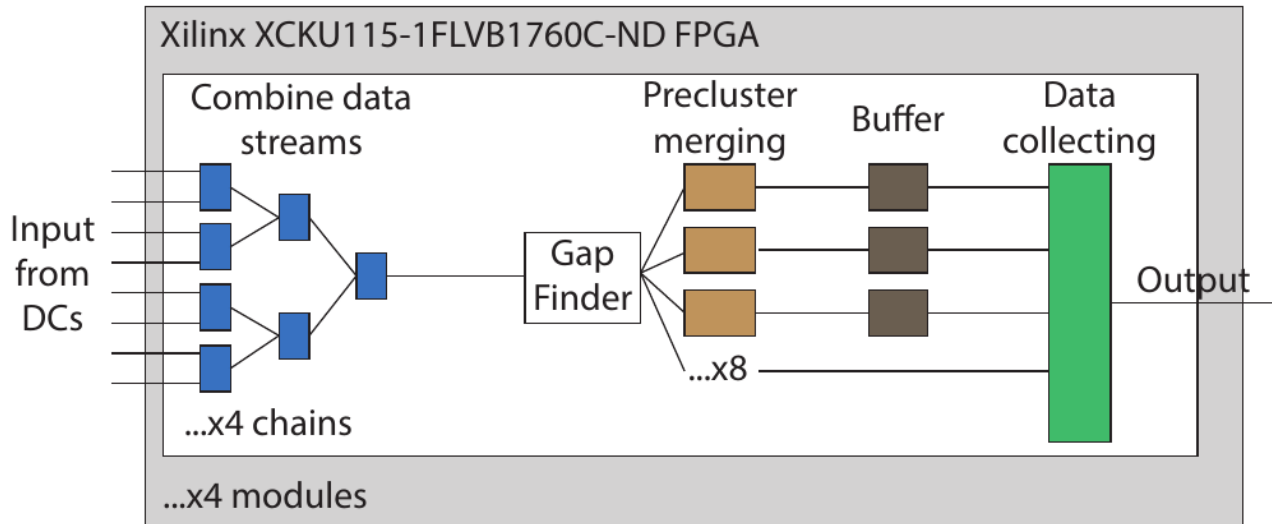 Xilinx XCKU115-1FLVB1760C-ND FPGA
Combine data
streams
Precluster
merging
Buffer
Data
collecting
Input
from
DCs
Gap
Finder
Output
...x8
...x4 chains
...x4 modules